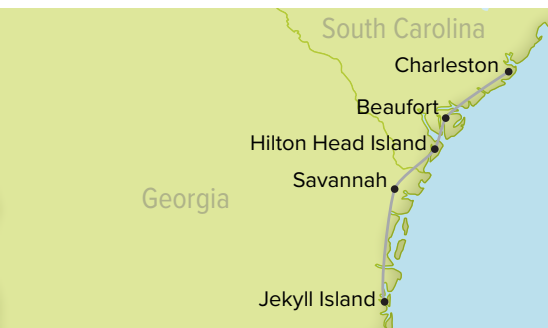 South Carolina
Charleston
Beaufort
Hilton Head Island
Savannah
Georgia
Jekyll Island